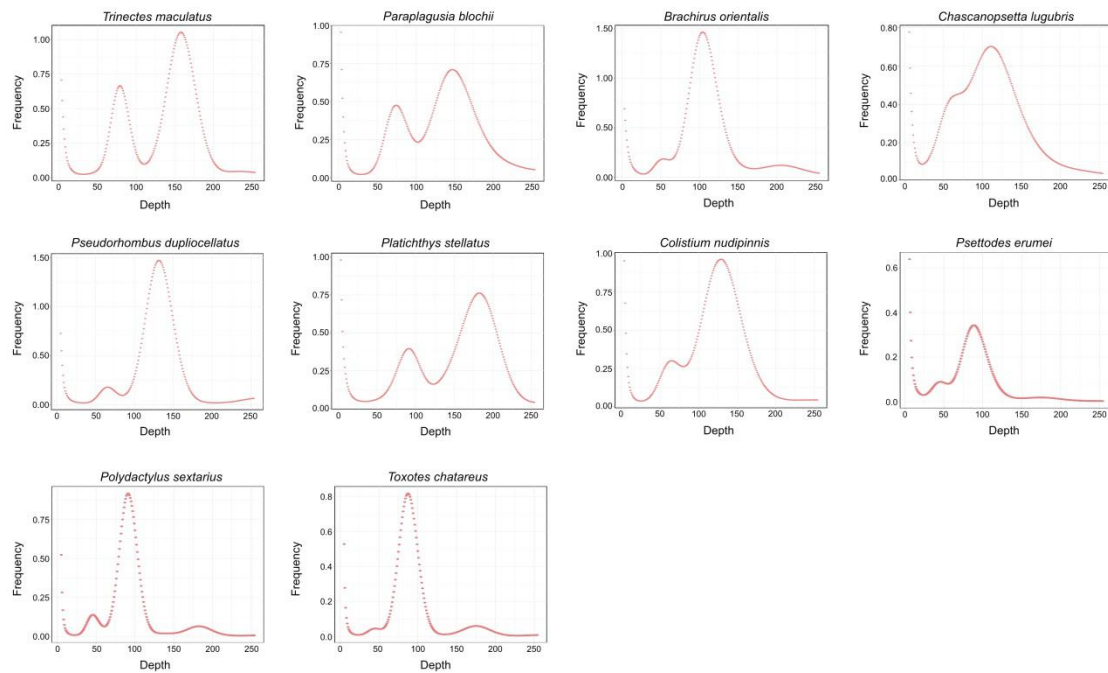 Trinectes maculatus Paraplagusia blochii Brachirus orientalis Chascanopsetta lugubris
1.00 0.75 0.50 0.25 0.00
Frequency
0 50 100 150 200 250
Depth
1.00 0.75 0.50 0.25 0.00
Frequency
0 50 100 150 200 250
Depth
1.50 1.00 0.50 0.00
Frequency
0 50 100 150 200 250
Depth
0.80 0.60 0.40 0.20 0.00
Frequency
0 50 100 150 200 250
Depth
Pseudorhombus dupliocellatus Platichthys stellatus Colistium nudipinnis Psettodes erumei
1.50 1.00 0.50 0.00
Frequency
0 50 100 150 200 250
Depth
1.00 0.75 0.50 0.25 0.00
Frequency
0 50 100 150 200 250
Depth
1.00 0.75 0.50 0.25 0.00
Frequency
0 50 100 150 200 250
Depth
0.6 0.4 0.2 0.0
Frequency
0 50 100 150 200 250
Depth
Polydactylus sextarius Toxotes chatareus
0.75 0.50 0.25 0.00
Frequency
0 50 100 150 200 250
Depth
0.8 0.6 0.4 0.2 0.0
Frequency
0 50 100 150 200 250
Depth